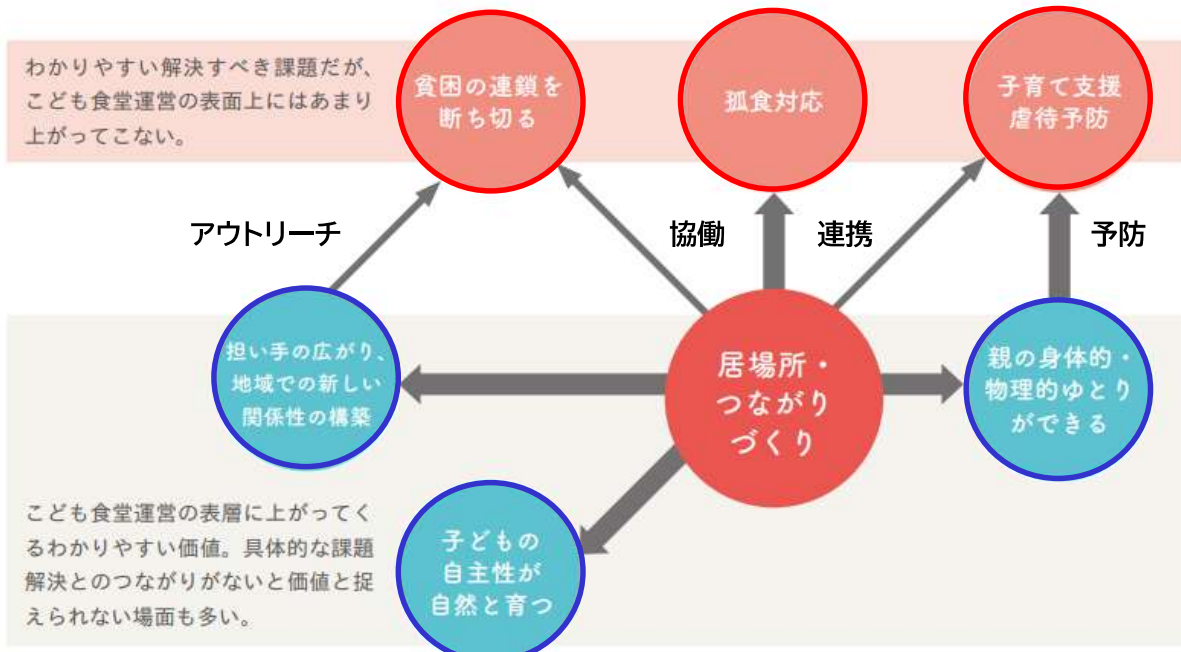 わかりやすい解決すべき課題だが、
こども食堂運営の表面上にはあまり
上がってこない。
貧困の連鎖を
断ち切る
孤食対応
子育て支援
虐待予防
アウトリーチ
協働
連携
予防
担い手の広がり、
地域での新しい
関係性の構築
居場所・
つながり
づくり
親の身体的・
物理的ゆとり
ができる
こども食堂運営の表層に上がってく
るわかりやすい価値。具体的な課題
解決とのつながりがないと価値と捉
えられない場面も多い。
子どもの
自主性が
自然と育つ